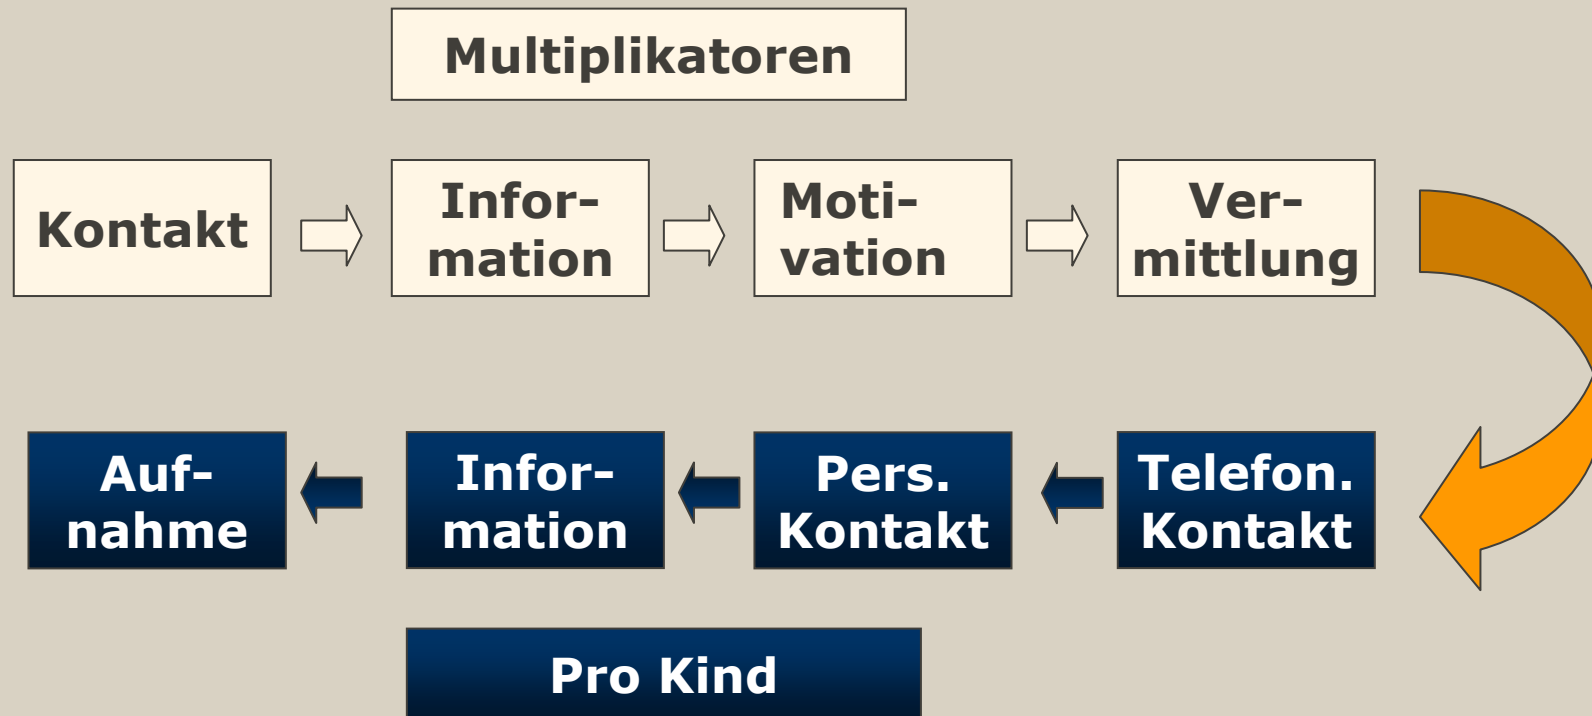 Multiplikatoren
Kontakt
Infor-
mation
Moti-
vation
Ver-
mittlung
Auf-
nahme
Infor-
mation
Pers.
Kontakt
Telefon.
Kontakt
Pro Kind